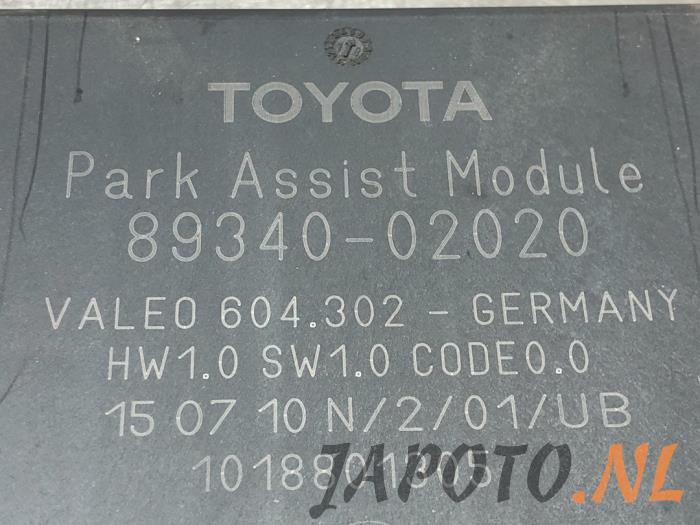 TOYOTA
Park Assist Module
89340-02020
VALEO 604.302 - GERMANY
HW1.0 SW1.0 CODE0.0
15 07 10 N/2/01/UB
JAPOTO.NL